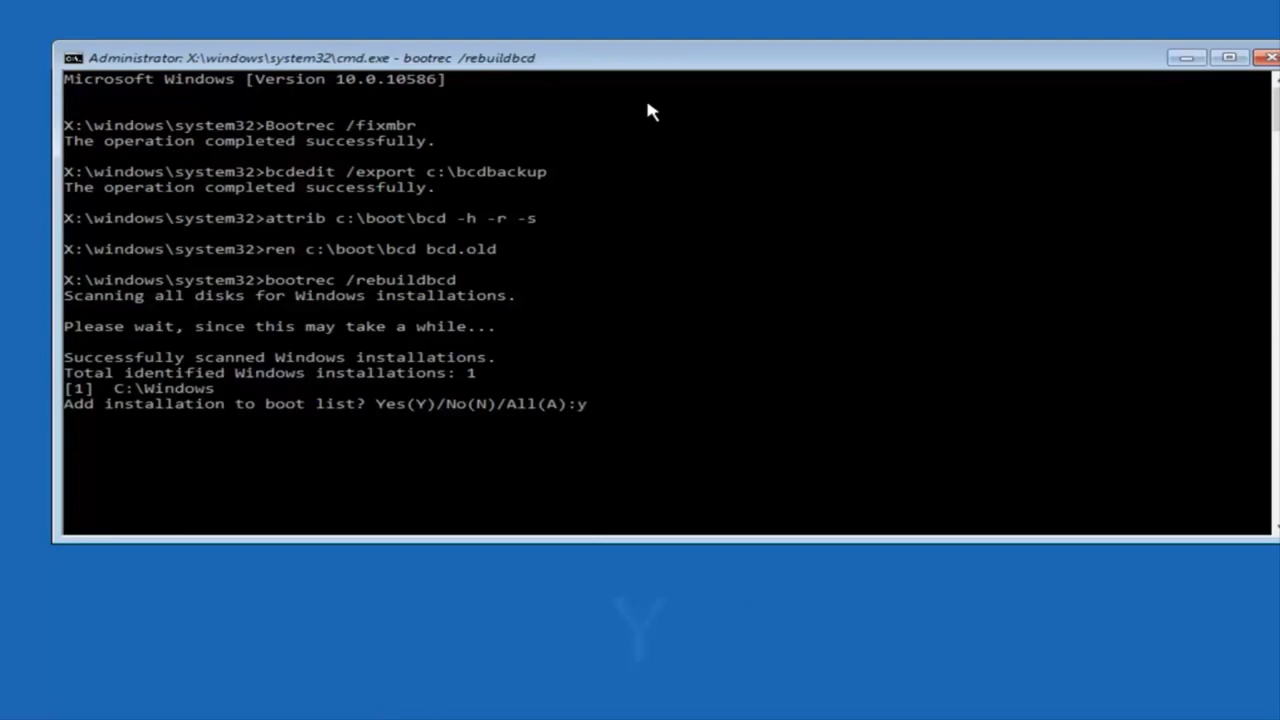 Administrator: X:\windows\system32\cmd.exe - bootrec /rebuildbcd
Microsoft Windows [Version 10.0.10586]
X:\windows\system32>Bootrec /fixmbr
The operation completed successfully.
X:\windows\system32>bcdedit /export c:\bcdbackup
The operation completed successfully.
X:\windows\system32>attrib c:\boot\bcd -h -r -s
X:\windows\system32>ren c:\boot\bcd bcd.old
X:\windows\system32>bootrec /rebuildbcd
Scanning all disks for Windows installations.
Please wait, since this may take a while...
Successfully scanned Windows installations.
Total identified Windows installations: 1
[1]  C:\Windows
Add installation to boot list? Yes(Y)/No(N)/All(A):y
Y